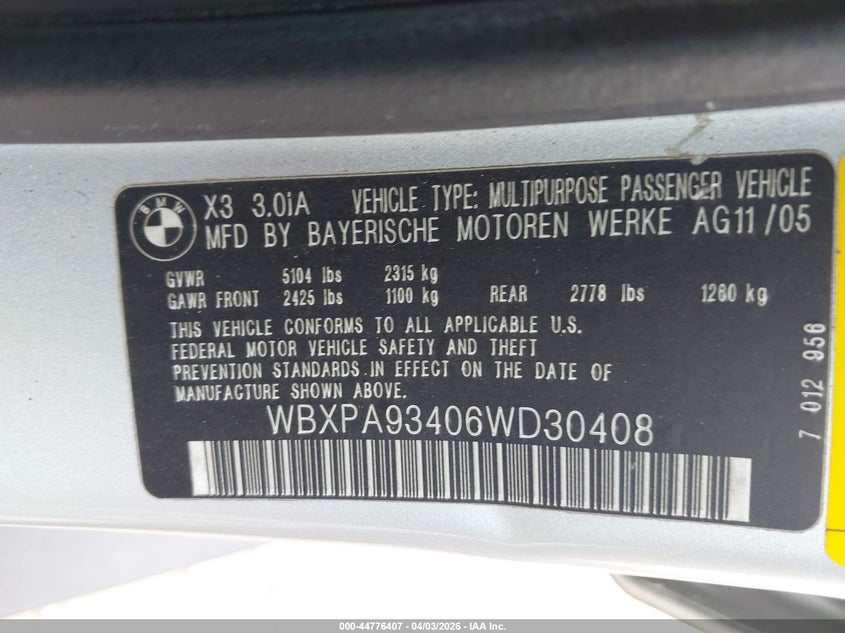 BMW
X3 3.0iA VEHICLE TYPE: MULTIPURPOSE PASSENGER VEHICLE
MFD BY BAYERISCHE MOTOREN WERKE AG11/05
GVWR 5104 lbs 2315 kg
GAWR FRONT 2425 lbs 1100 kg REAR 2778 lbs 1260 kg
THIS VEHICLE CONFORMS TO ALL APPLICABLE U.S.
FEDERAL MOTOR VEHICLE SAFETY AND THEFT
PREVENTION STANDARDS IN EFFECT ON THE DATE OF
MANUFACTURE SHOWN ABOVE.
WBXPA93406WD30408
7 012 956
000-44776407 - 04/03/2026 - IAA Inc.